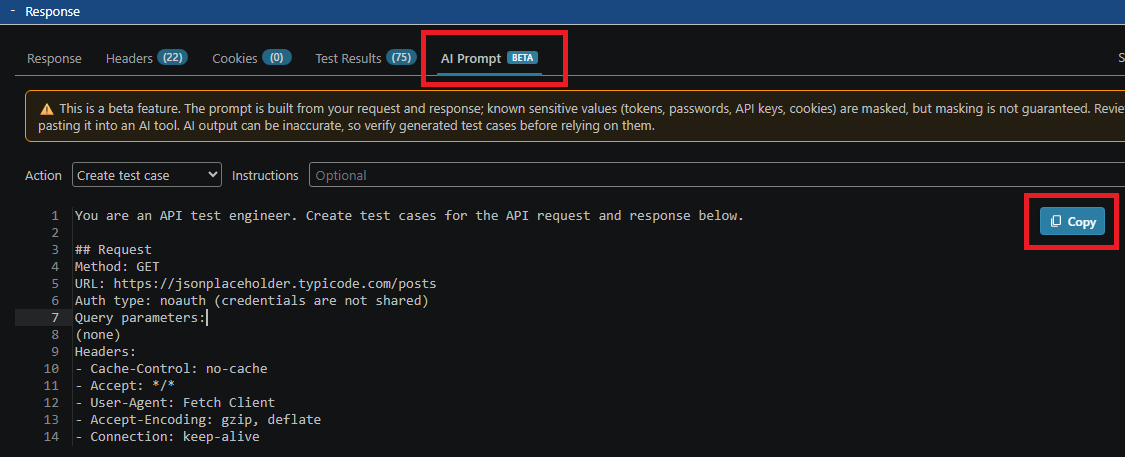 - Response
Response Headers (22) Cookies (0) Test Results (75) AI Prompt BETA S
⚠ This is a beta feature. The prompt is built from your request and response; known sensitive values (tokens, passwords, API keys, cookies) are masked, but masking is not guaranteed. Revie
pasting it into an AI tool. AI output can be inaccurate, so verify generated test cases before relying on them.
Action Create test case Instructions Optional
1 You are an API test engineer. Create test cases for the API request and response below.
Copy
2
3 ## Request
4 Method: GET
5 URL: https://jsonplaceholder.typicode.com/posts
6 Auth type: noauth (credentials are not shared)
7 Query parameters:
8 (none)
9 Headers:
10 - Cache-Control: no-cache
11 - Accept: */*
12 - User-Agent: Fetch Client
13 - Accept-Encoding: gzip, deflate
14 - Connection: keep-alive